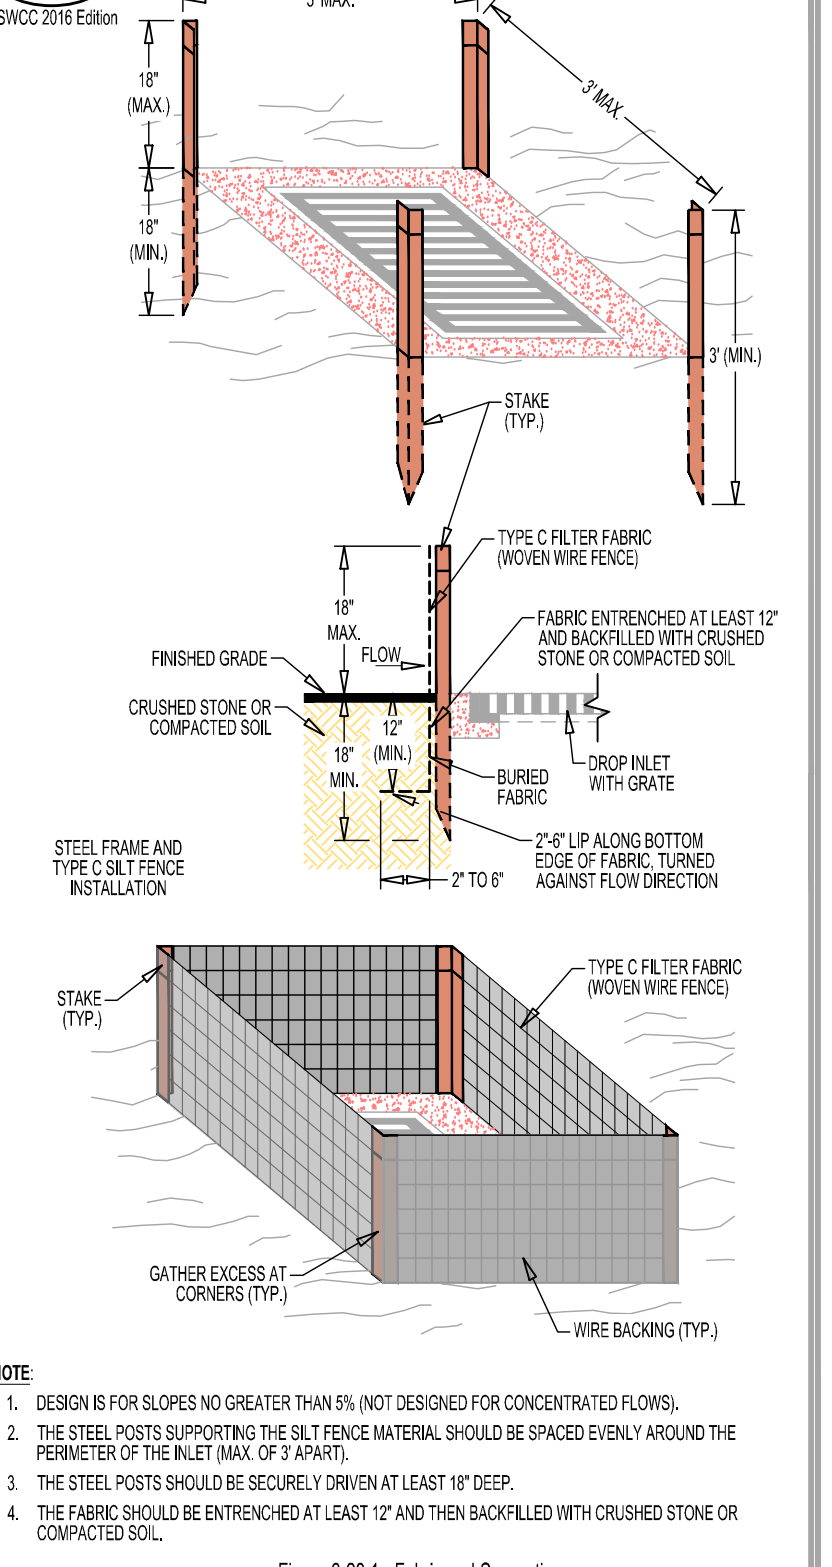 SWCC 2016 Edition
3' MAX.
3' MAX.
18"
(MAX.)
18"
(MIN.)
3' (MIN.)
STAKE
(TYP.)
TYPE C FILTER FABRIC
(WOVEN WIRE FENCE)
18"
MAX.
FABRIC ENTRENCHED AT LEAST 12"
AND BACKFILLED WITH CRUSHED
STONE OR COMPACTED SOIL
FINISHED GRADE
FLOW
CRUSHED STONE OR
COMPACTED SOIL
12"
(MIN.)
18"
MIN.
DROP INLET
WITH GRATE
BURIED
FABRIC
STEEL FRAME AND
TYPE C SILT FENCE
INSTALLATION
2"-6" LIP ALONG BOTTOM
EDGE OF FABRIC, TURNED
AGAINST FLOW DIRECTION
2" TO 6"
TYPE C FILTER FABRIC
(WOVEN WIRE FENCE)
STAKE
(TYP.)
GATHER EXCESS AT
CORNERS (TYP.)
WIRE BACKING (TYP.)
NOTE:
1. DESIGN IS FOR SLOPES NO GREATER THAN 5% (NOT DESIGNED FOR CONCENTRATED FLOWS).
2. THE STEEL POSTS SUPPORTING THE SILT FENCE MATERIAL SHOULD BE SPACED EVENLY AROUND THE
PERIMETER OF THE INLET (MAX. OF 3' APART).
3. THE STEEL POSTS SHOULD BE SECURELY DRIVEN AT LEAST 18" DEEP.
4. THE FABRIC SHOULD BE ENTRENCHED AT LEAST 12" AND THEN BACKFILLED WITH CRUSHED STONE OR
COMPACTED SOIL.